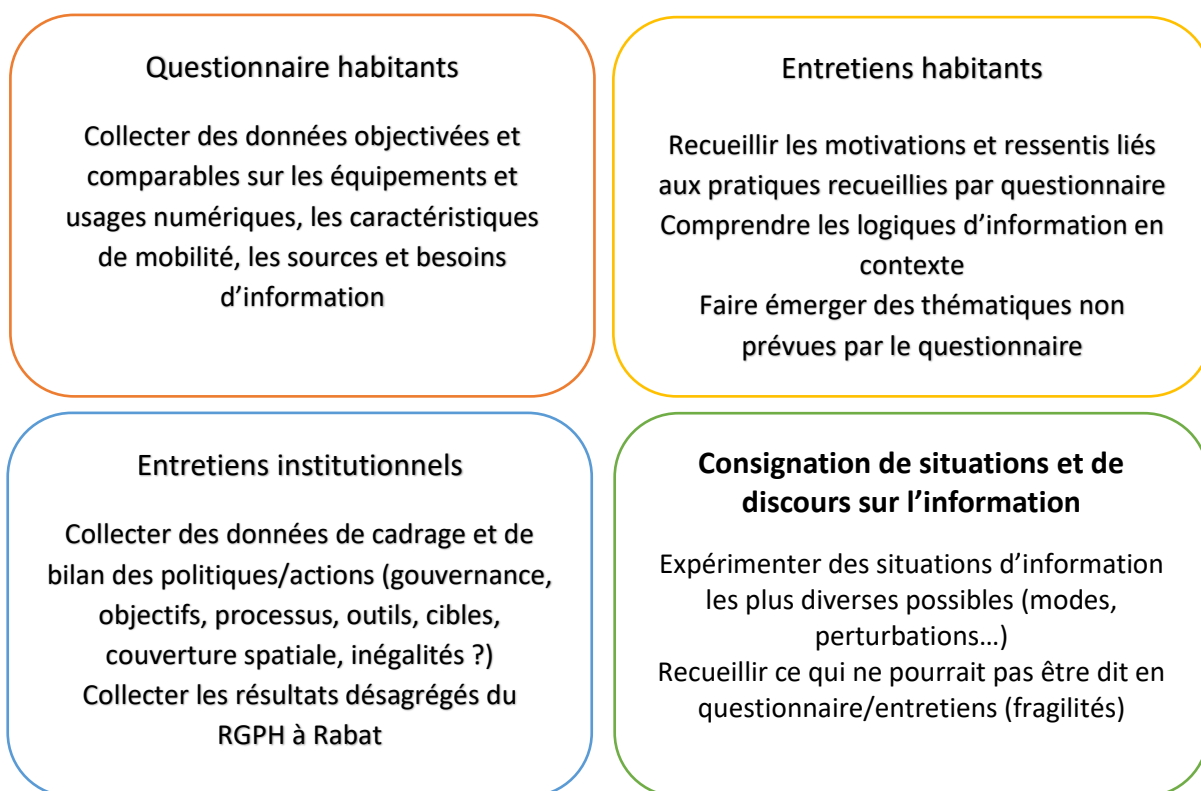 Questionnaire habitants
Collecter des données objectivées et
comparables sur les équipements et
usages numériques, les caractéristiques
de mobilité, les sources et besoins
d’information
Entretiens habitants
Recueillir les motivations et ressentis liés
aux pratiques recueillies par questionnaire
Comprendre les logiques d’information en
contexte
Faire émerger des thématiques non
prévues par le questionnaire
Entretiens institutionnels
Collecter des données de cadrage et de
bilan des politiques/actions (gouvernance,
objectifs, processus, outils, cibles,
couverture spatiale, inégalités ?)
Collecter les résultats désagrégés du
RGPH à Rabat
Consignation de situations et de
discours sur l’information
Expérimenter des situations d’information
les plus diverses possibles (modes,
perturbations…)
Recueillir ce qui ne pourrait pas être dit en
questionnaire/entretiens (fragilités)